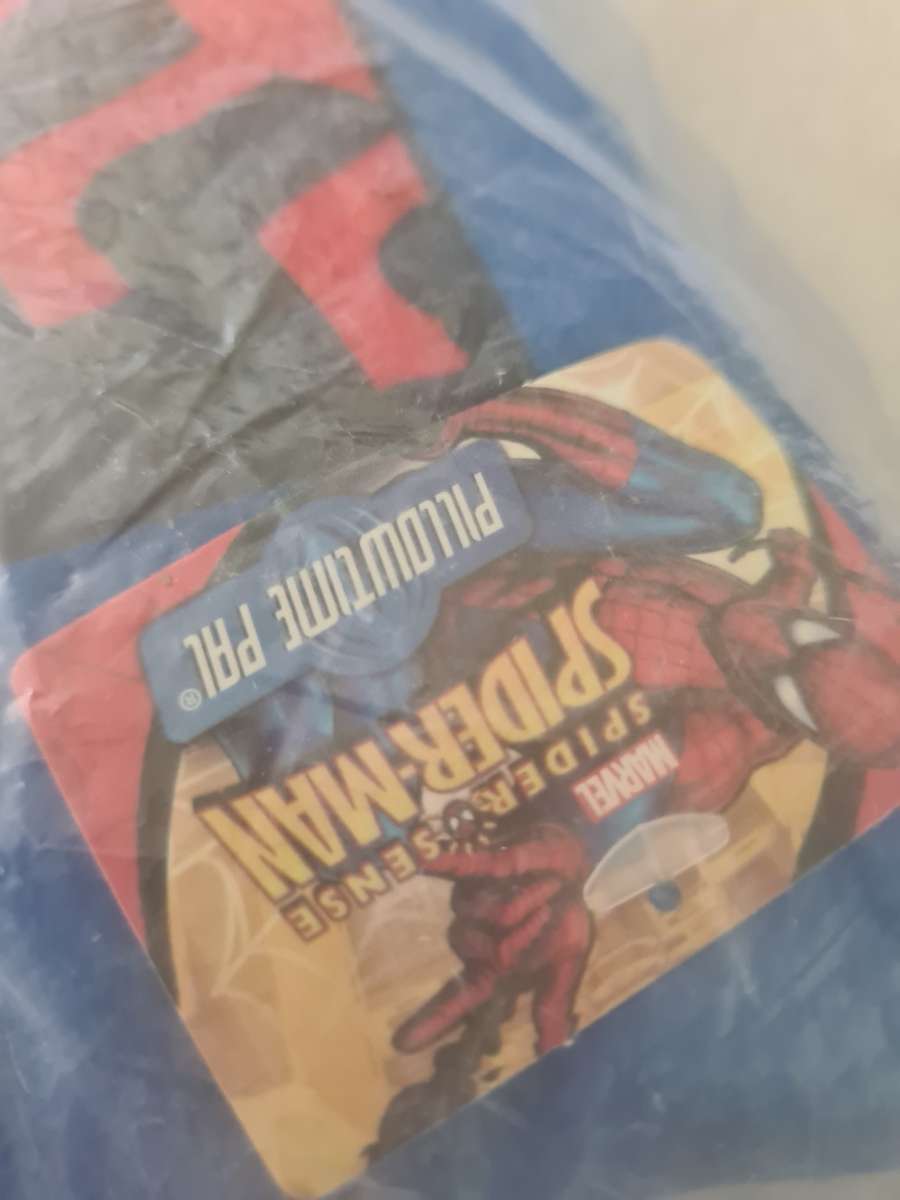 MARVEL
SPIDER SENSE
SPIDER-MAN
PILLOWTIME PAL®